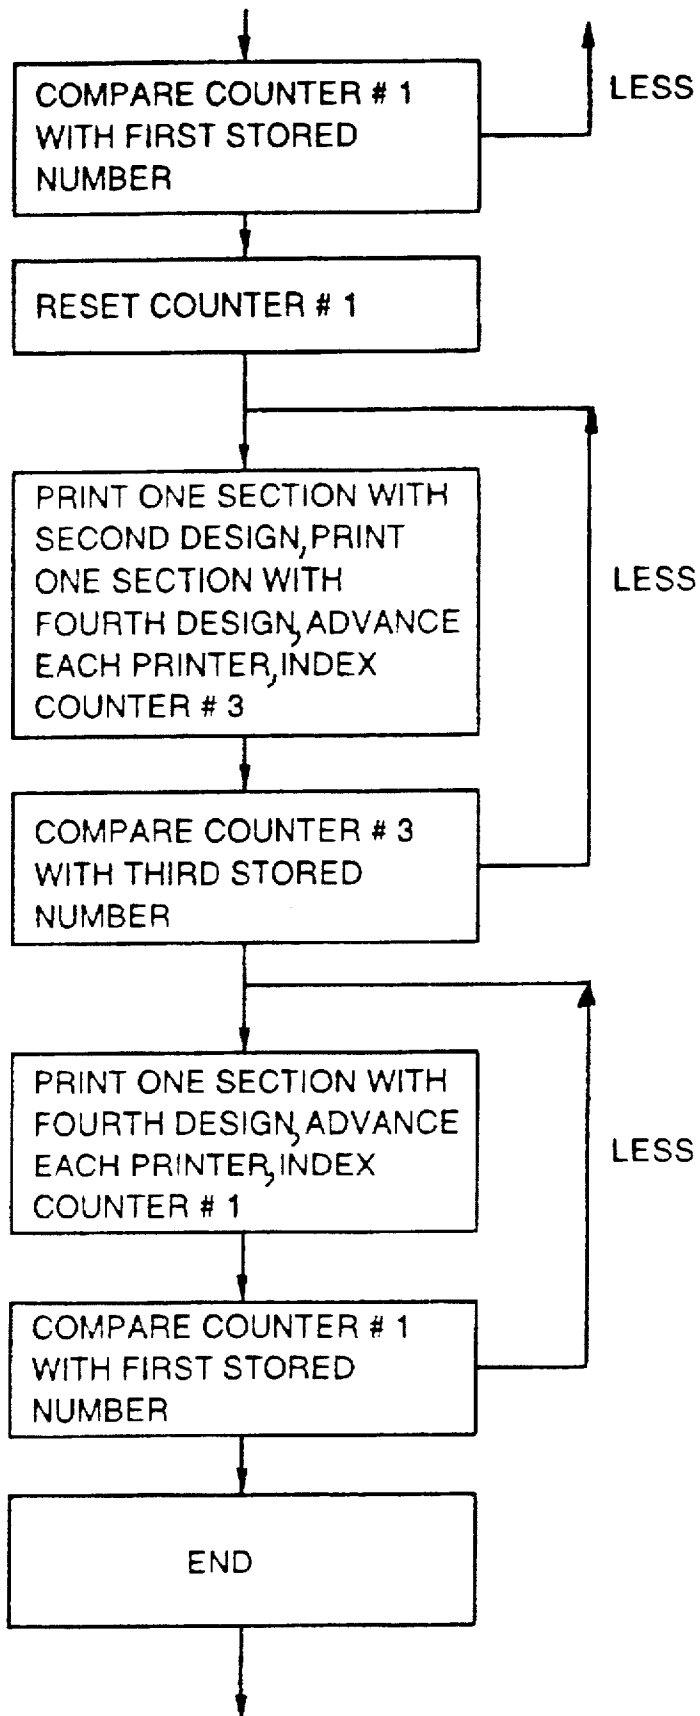 COMPARE COUNTER # 1
WITH FIRST STORED
NUMBER
LESS
RESET COUNTER # 1
PRINT ONE SECTION WITH
SECOND DESIGN, PRINT
ONE SECTION WITH
FOURTH DESIGN, ADVANCE
EACH PRINTER, INDEX
COUNTER # 3
LESS
COMPARE COUNTER # 3
WITH THIRD STORED
NUMBER
PRINT ONE SECTION WITH
FOURTH DESIGN, ADVANCE
EACH PRINTER, INDEX
COUNTER # 1
LESS
COMPARE COUNTER # 1
WITH FIRST STORED
NUMBER
END